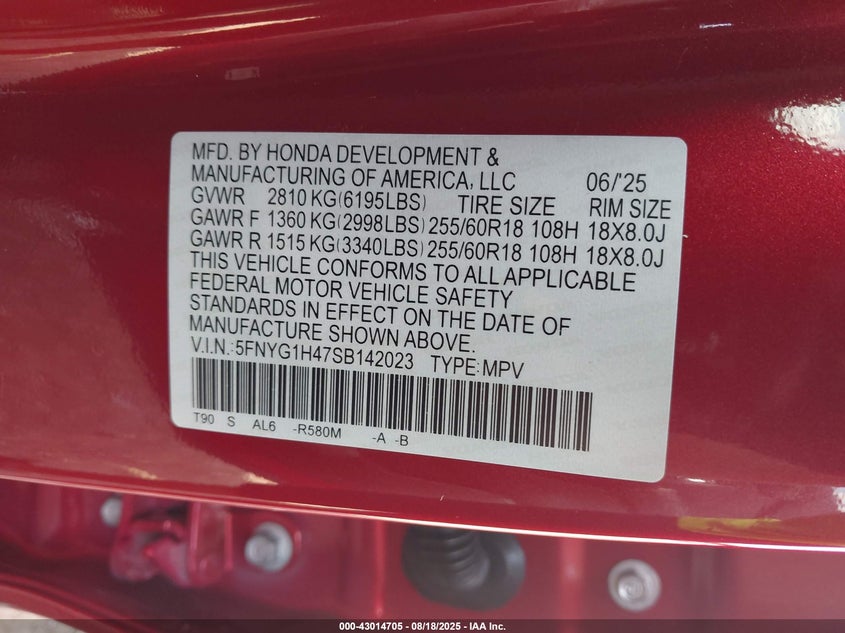 MFD. BY HONDA DEVELOPMENT &
MANUFACTURING OF AMERICA, LLC 06/'25
GVWR 2810 KG(6195LBS) TIRE SIZE RIM SIZE
GAWR F 1360 KG(2998LBS) 255/60R18 108H 18X8.0J
GAWR R 1515 KG(3340LBS) 255/60R18 108H 18X8.0J
THIS VEHICLE CONFORMS TO ALL APPLICABLE
FEDERAL MOTOR VEHICLE SAFETY
STANDARDS IN EFFECT ON THE DATE OF
MANUFACTURE SHOWN ABOVE.
V.I.N.:5FNYG1H47SB142023 TYPE:MPV
T90 S AL6 -R580M -A -B
000-43014705 - 08/18/2025 - IAA Inc.